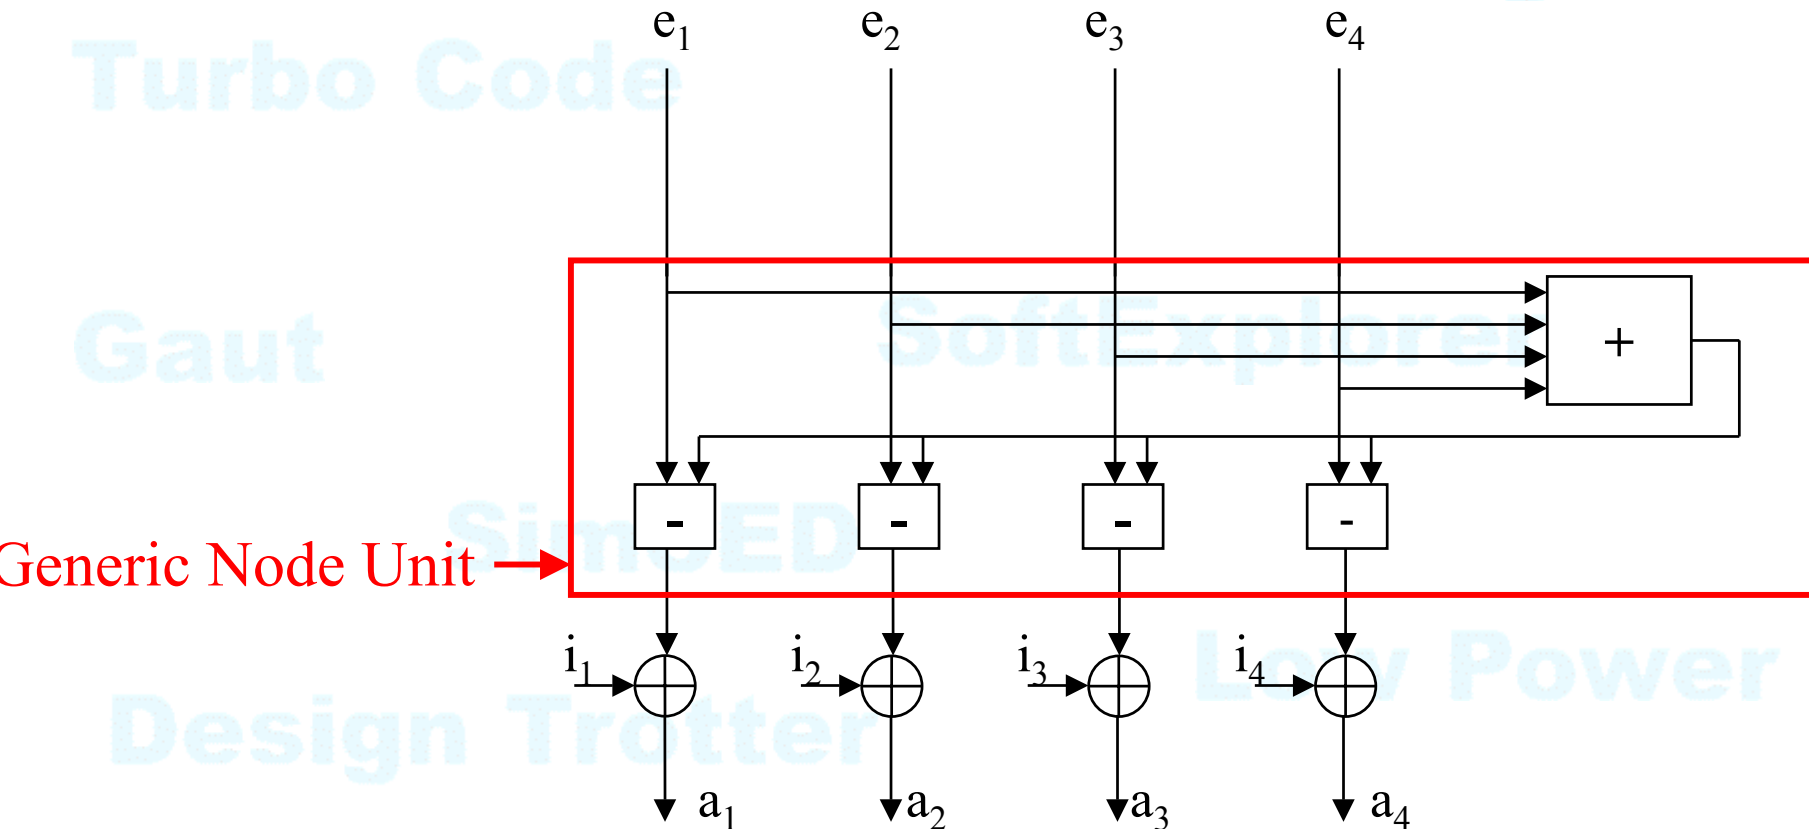 e1 e2 e3 e4
Turbo Code
Gaut
SoftExplorer
+
- - - -
SimCED
Generic Node Unit
i1 i2 i3 i4
Low Power
Design Trotter
a1 a2 a3 a4